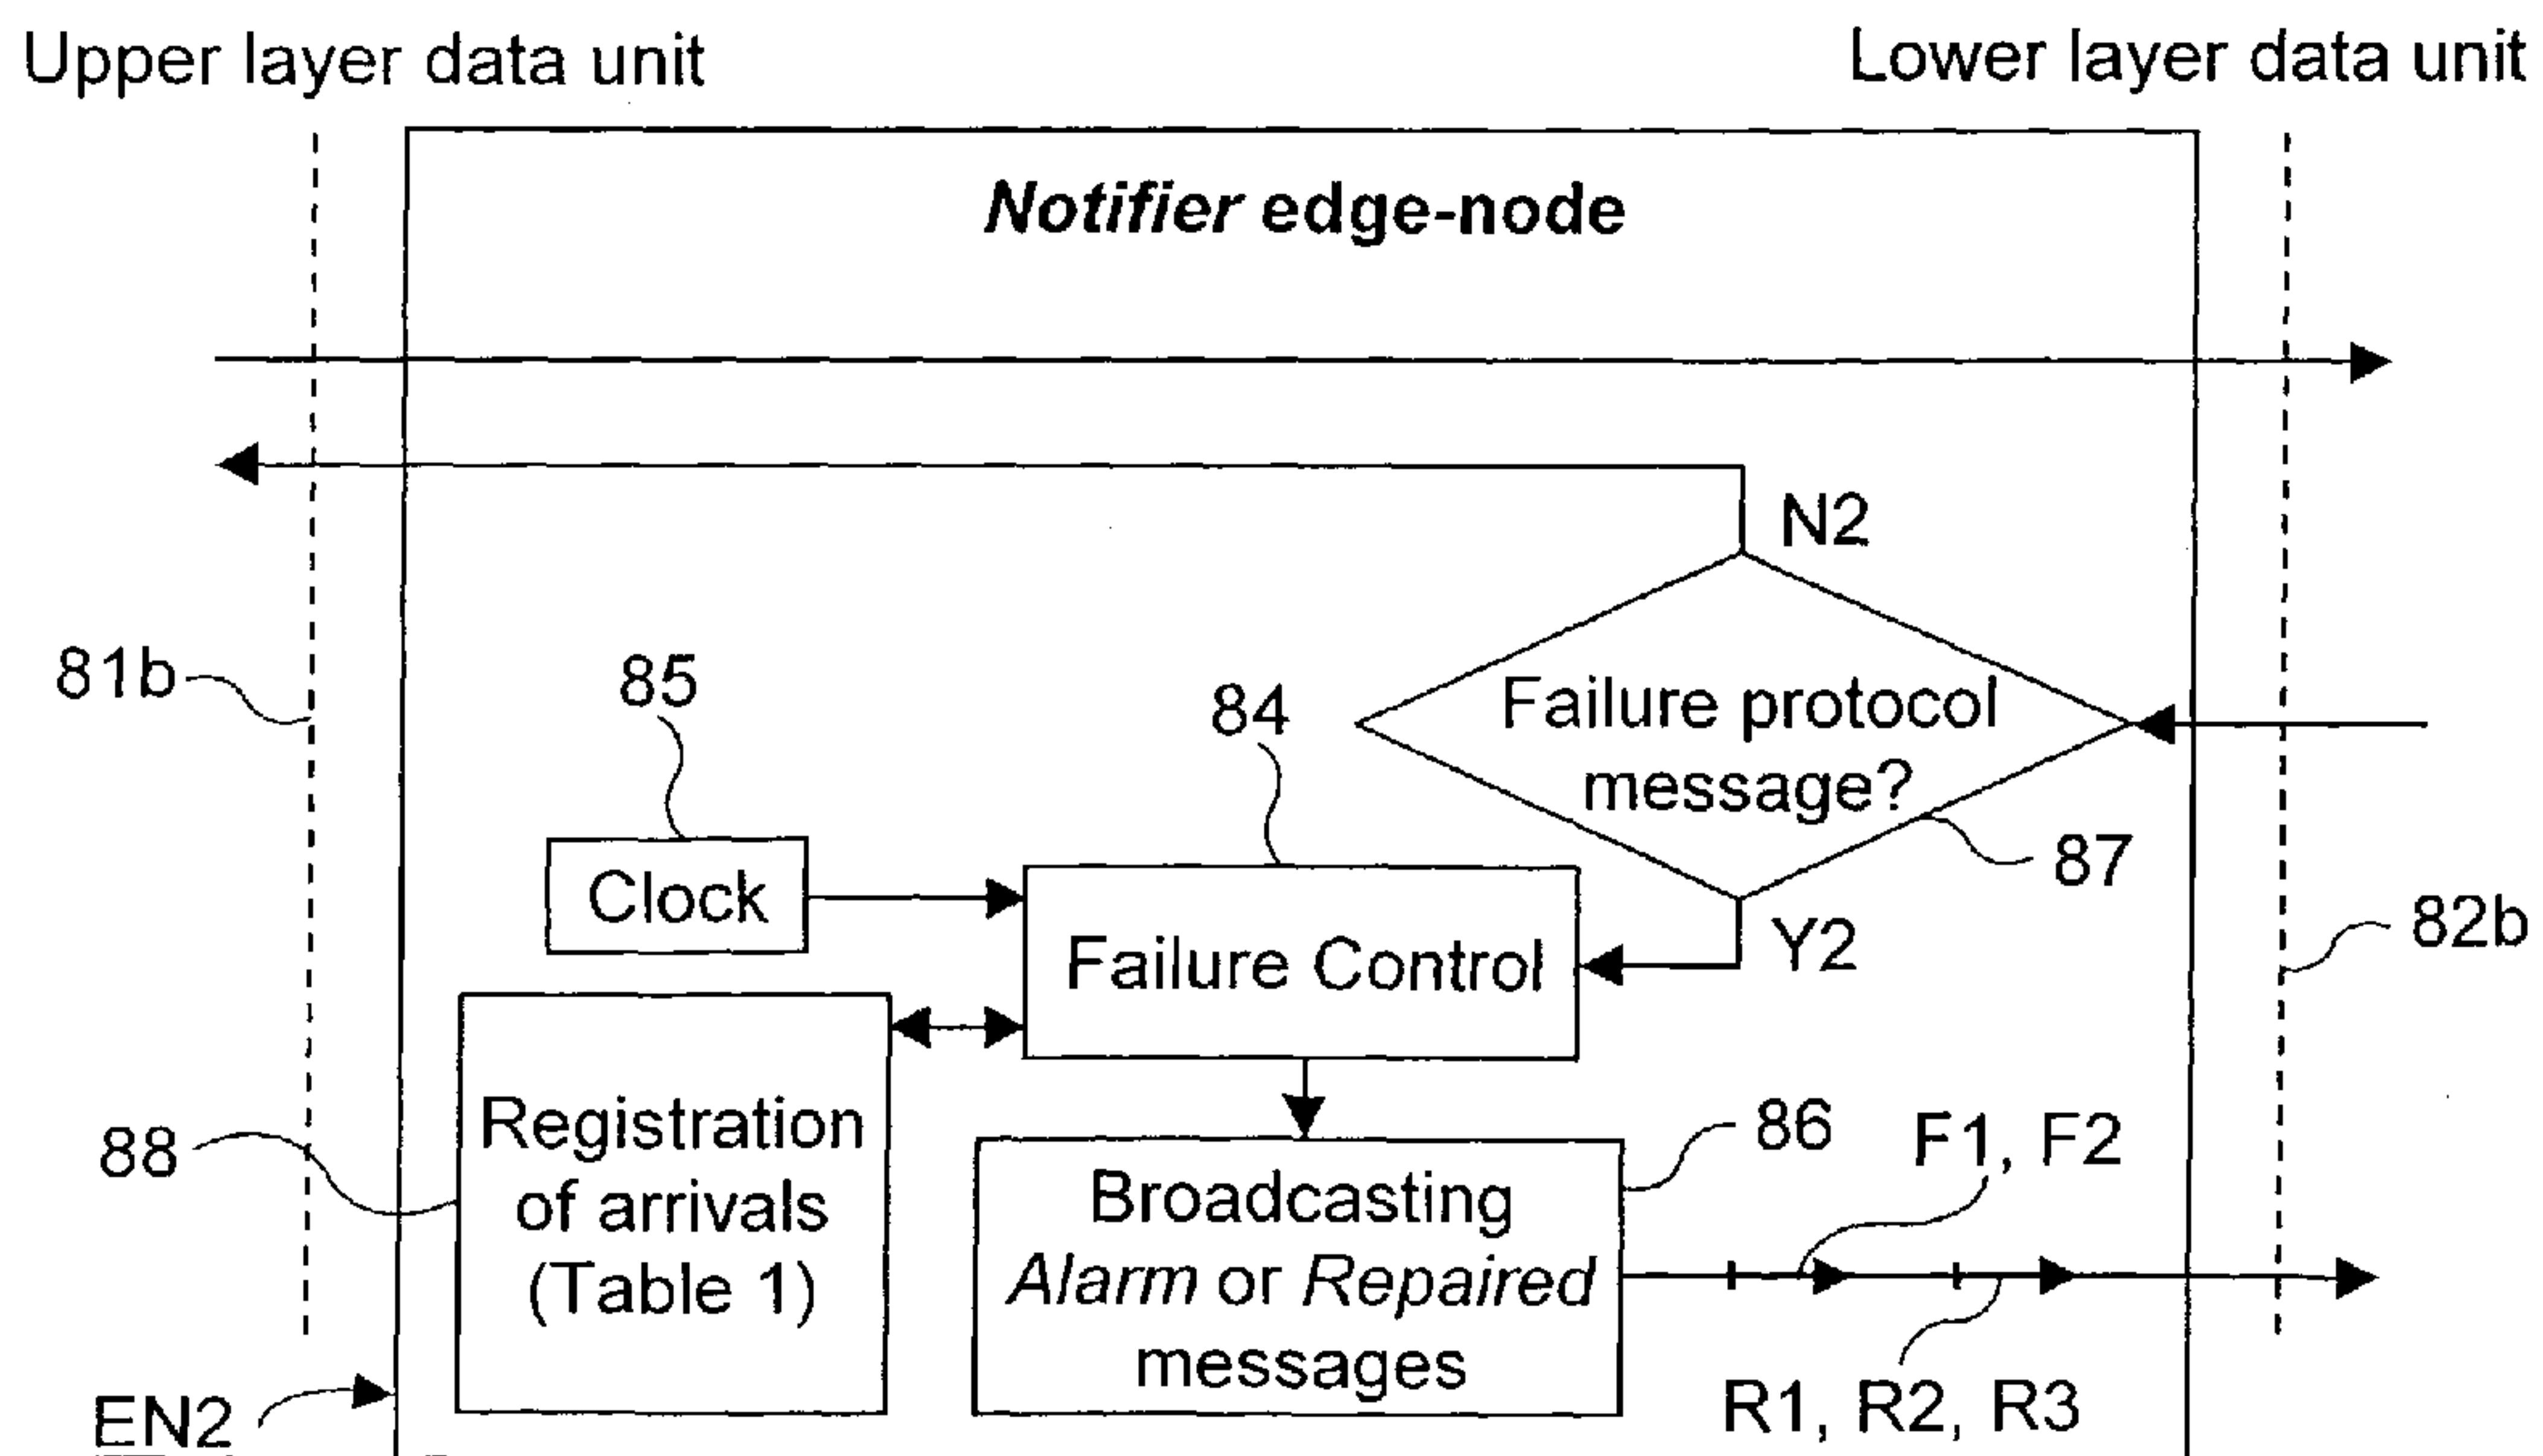 Upper layer data unit
Lower layer data unit
Notifier edge-node
N2
81b
85
84
Failure protocol
message?
87
Clock
Y2
82b
Failure Control
88
Registration
of arrivals
(Table 1)
86
F1, F2
Broadcasting
Alarm or Repaired
messages
EN2
R1, R2, R3